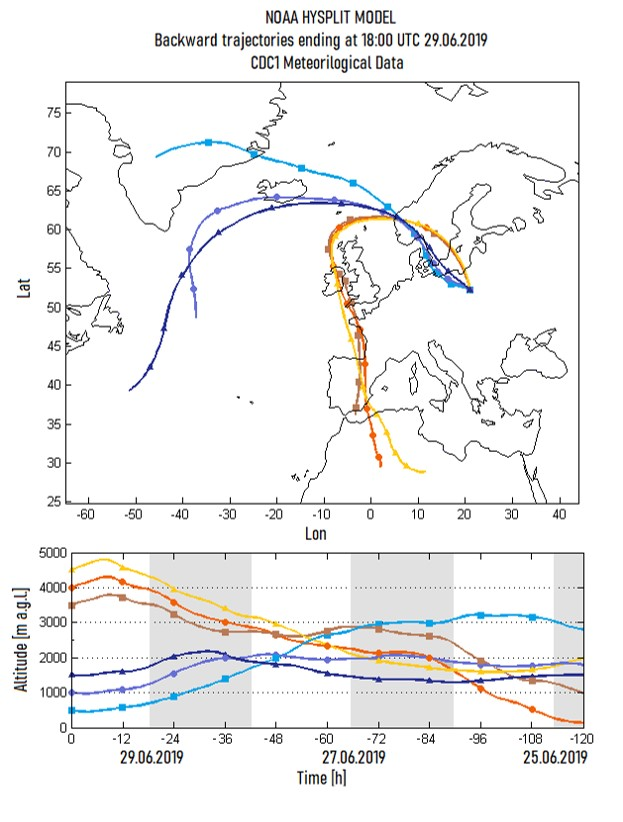 NOAA HYSPLIT MODEL
Backward trajectories ending at 18:00 UTC 29.06.2019
CDC1 Meteorilogical Data
75
70
65
60
55
50
45
40
35
30
25
Lat
-60 -50 -40 -30 -20 -10 0 10 20 30 40
Lon
5000
4000
3000
2000
1000
0
Altitude [m a.g.l.]
0 -12 -24 -36 -48 -60 -72 -84 -96 -108 -120
29.06.2019 27.06.2019 25.06.2019
Time [h]